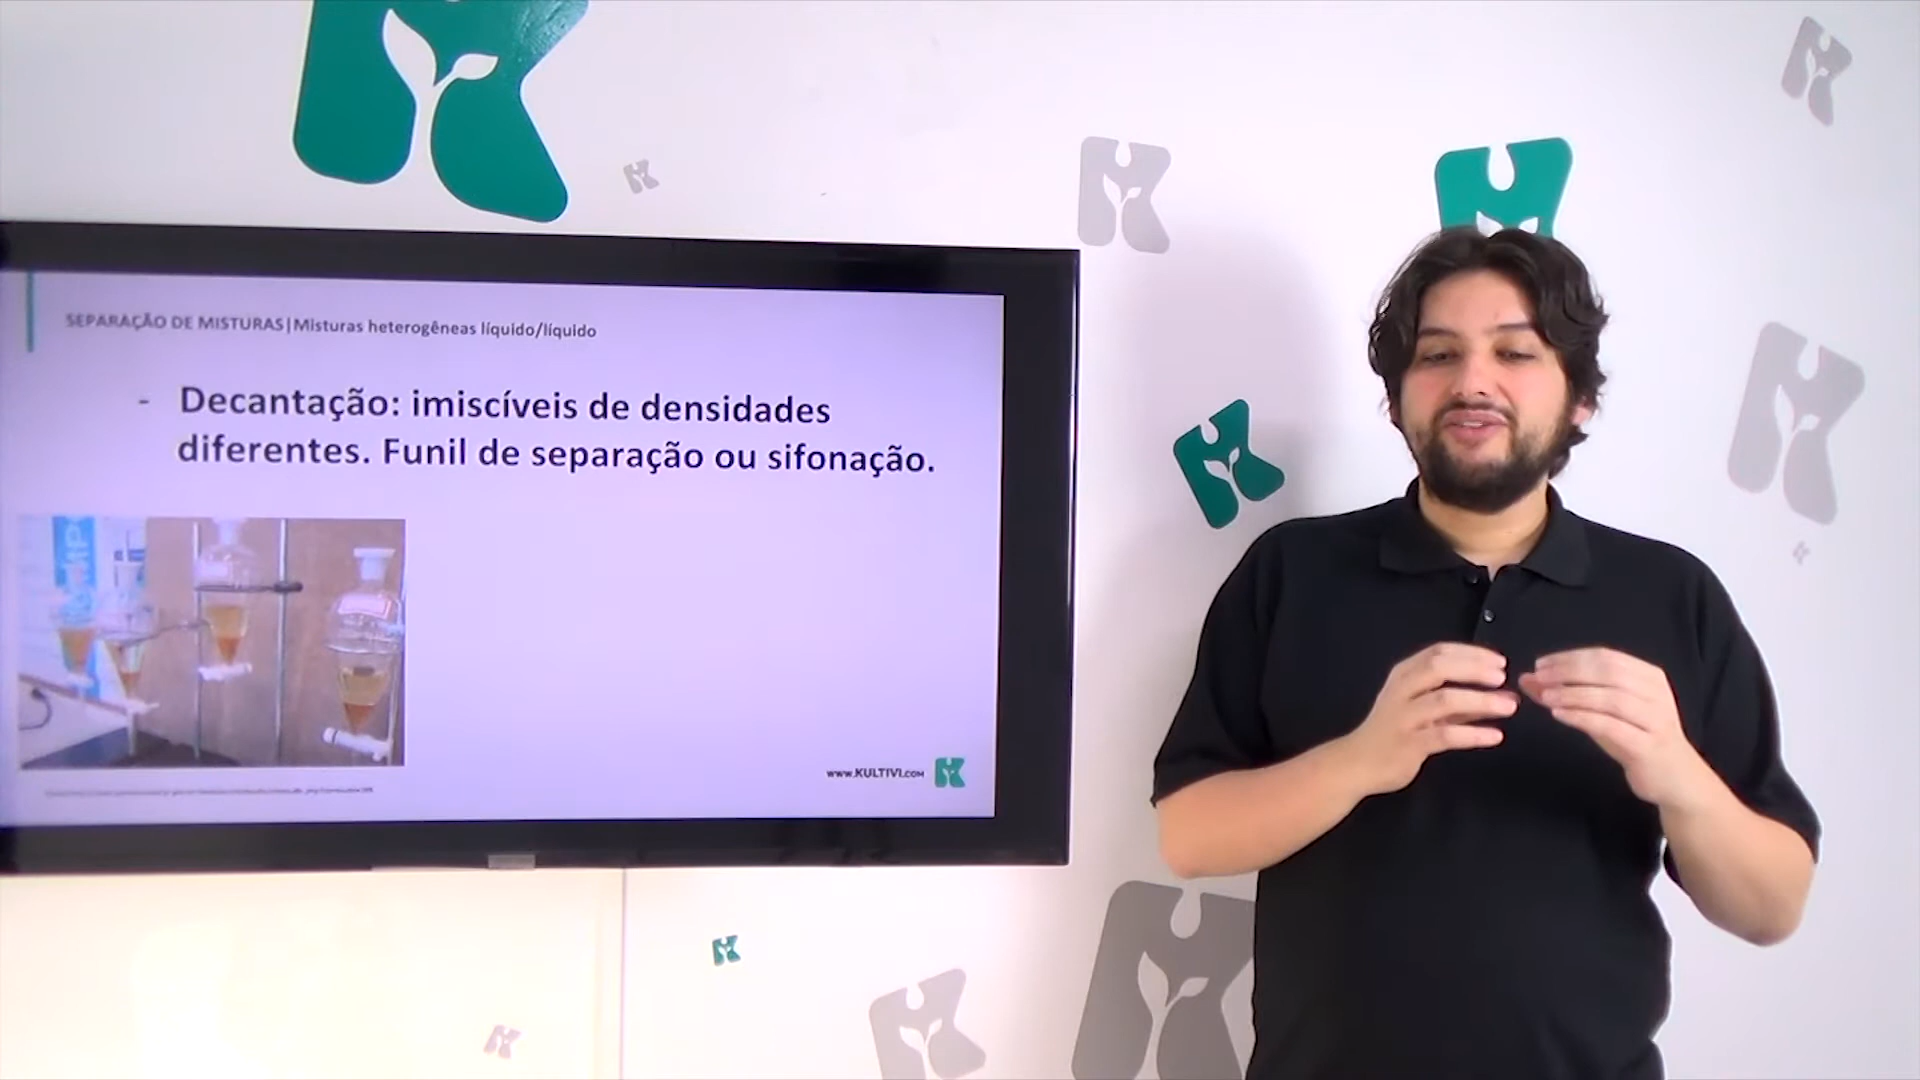 SEPARAÇÃO DE MISTURAS|Misturas heterogêneas líquido/líquido
- Decantação: imiscíveis de densidades
diferentes. Funil de separação ou sifonação.
www.KULTIVI.COM